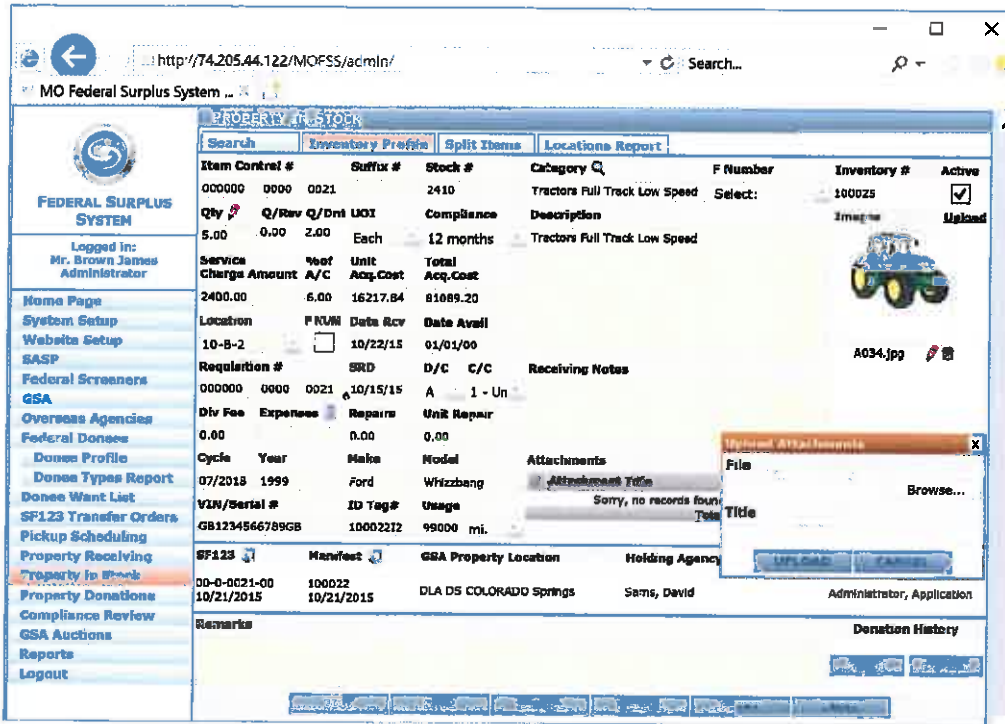 http://74.205.44.122/MOFSS/admin/
Search...
MO Federal Surplus System ...
FEDERAL SURPLUS
SYSTEM
Logged in:
Mr. Brown James
Administrator
Home Page
System Setup
Website Setup
SASP
Federal Screeners
GSA
Overseas Agencies
Federal Donees
Donee Profile
Donee Types Report
Donee Want List
SF123 Transfer Orders
Pickup Scheduling
Property Receiving
Property In Stock
Property Donations
Compliance Review
GSA Auctions
Reports
Logout
PROPERTY IN STOCK
Search Inventory Profile Split Items Locations Report
Item Control # Suffix # Stock # Category F Number Inventory # Active
000000 0000 0021 2410 Tractors Full Track Low Speed Select: 100025
Qty Q/Rsv Q/Dnt UOI Compliance Description Images Upload
5.00 0.00 2.00 Each 12 months Tractors Full Track Low Speed
Service %of Unit Total
Charge Amount A/C Acq.Cost Acq.Cost
2400.00 6.00 16217.84 81089.20
Location F NUM Date Rcv Date Avail
10-B-2 10/22/15 01/01/00
A034.jpg
Requisition # SRD D/C C/C Receiving Notes
000000 0000 0021 10/15/15 A 1 - Un
Div Fee Expenses Repairs Unit Repair
0.00 0.00 0.00
Cycle Year Make Model Attachments
07/2018 1999 Ford Whizzbang Attachment Title
Sorry, no records found
VIN/Serial # ID Tag# Usage
GB1234566789GB 100022I2 99000 mi.
Upload Attachments x
File
Browse...
Title
UPLOAD CANCEL
SF123 Manifest GSA Property Location Holding Agency
00-0-0021-00 100022 DLA DS COLORADO Springs Sams, David Administrator, Application
10/21/2015 10/21/2015
Remarks Donation History